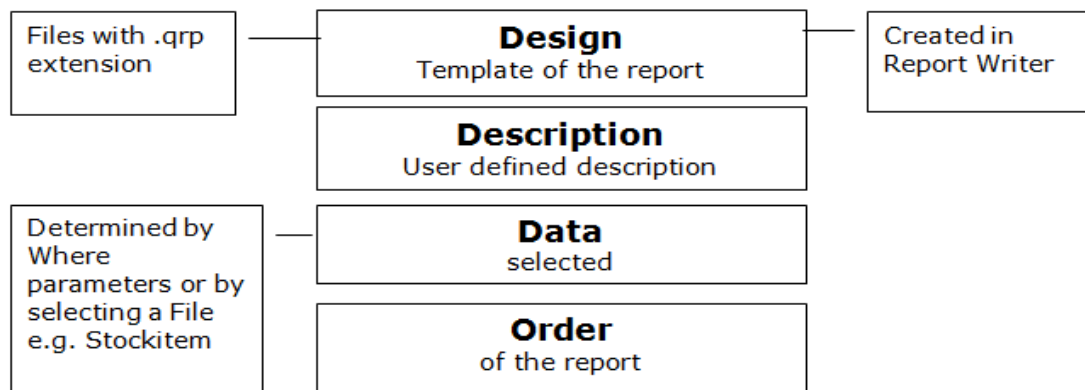 Files with .qrp
extension
Design
Template of the report
Created in
Report Writer
Description
User defined description
Determined by
Where
parameters or by
selecting a File
e.g. Stockitem
Data
selected
Order
of the report